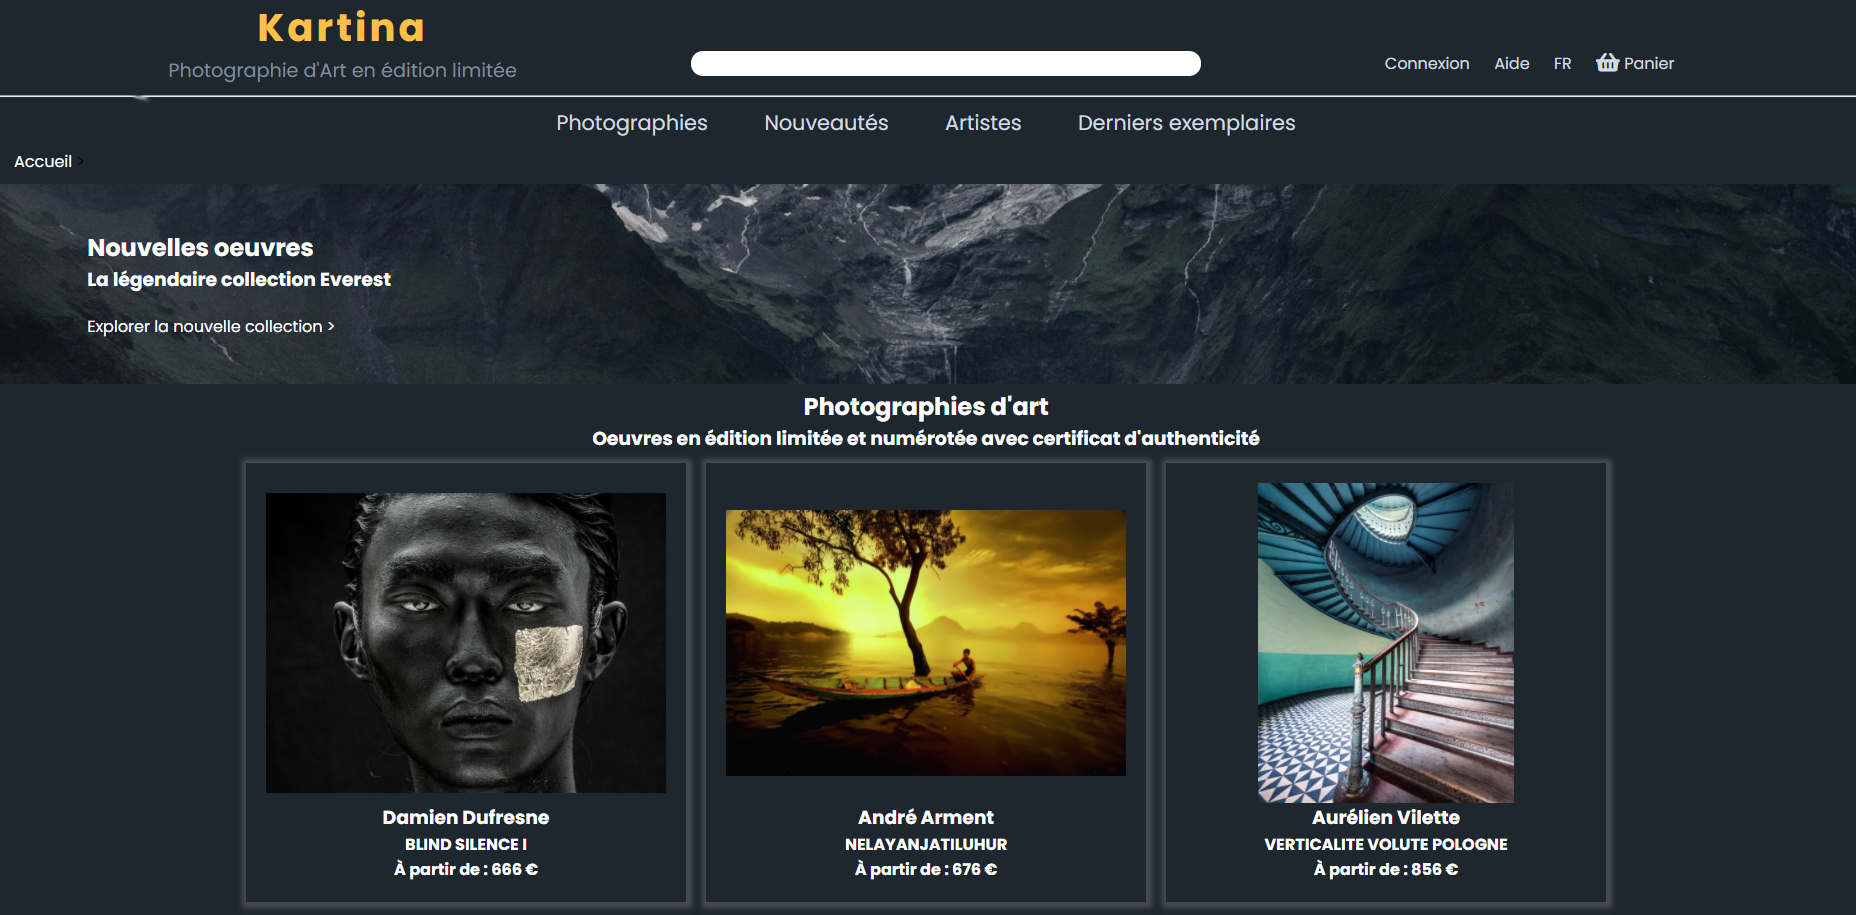 Kartina
Photographie d'Art en édition limitée
Connexion Aide FR Panier
Photographies Nouveautés Artistes Derniers exemplaires
Accueil >
Nouvelles oeuvres
La légendaire collection Everest
Explorer la nouvelle collection >
Photographies d'art
Oeuvres en édition limitée et numérotée avec certificat d'authenticité
Damien Dufresne
BLIND SILENCE I
À partir de : 666 €
André Arment
NELAYANJATILUHUR
À partir de : 676 €
Aurélien Vilette
VERTICALITE VOLUTE POLOGNE
À partir de : 856 €